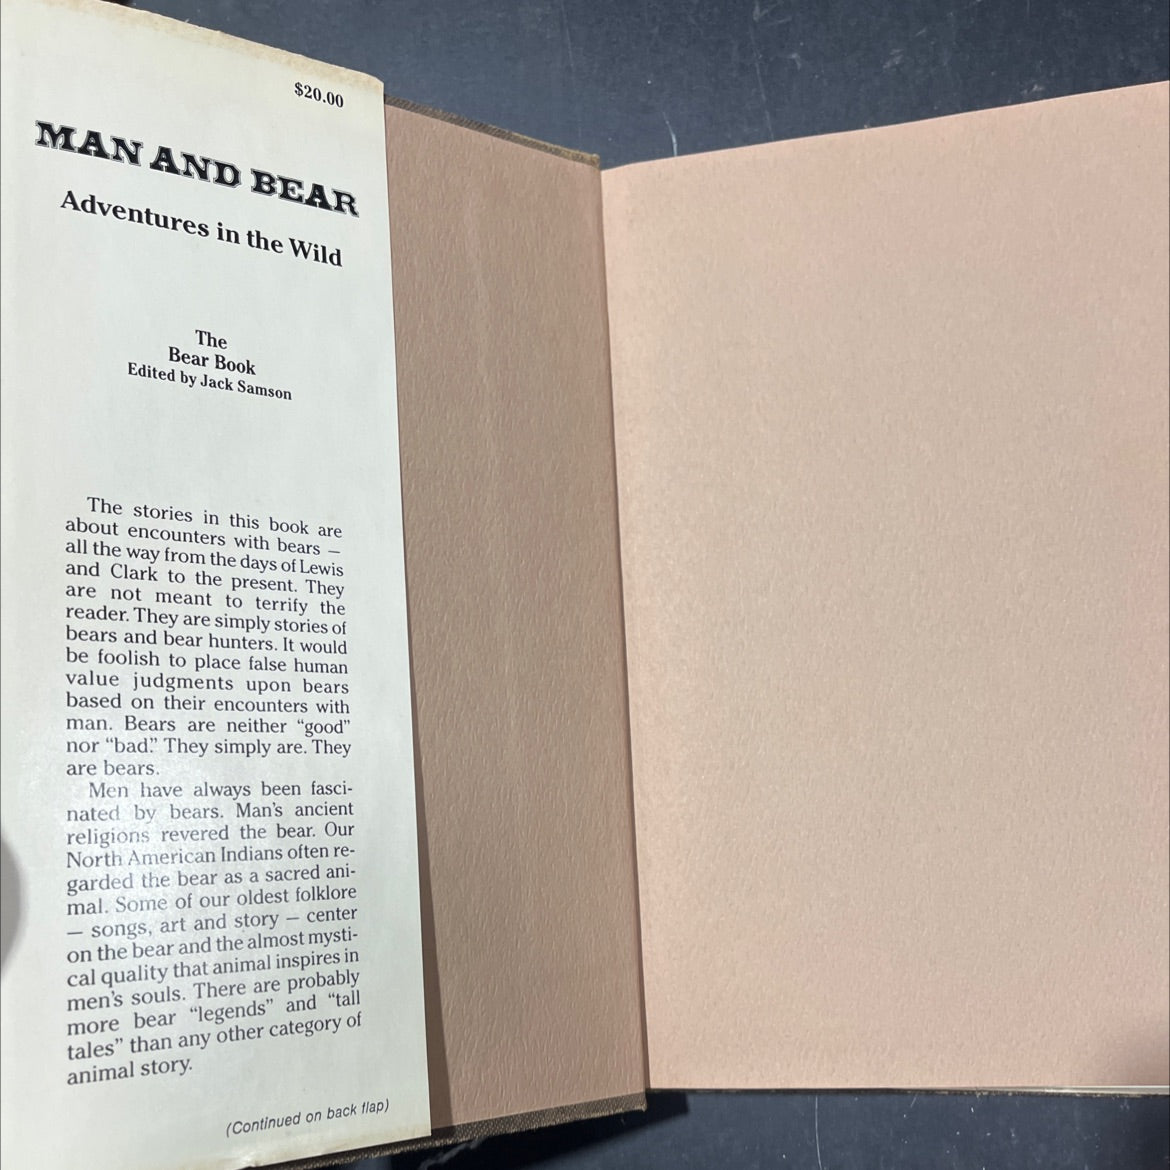 $20.00
MAN AND BEAR
Adventures in the Wild
The
Bear Book
Edited by Jack Samson
The stories in this book are
about encounters with bears —
all the way from the days of Lewis
and Clark to the present. They
are not meant to terrify the
reader. They are simply stories of
bears and bear hunters. It would
be foolish to place false human
value judgments upon bears
based on their encounters with
man. Bears are neither “good”
nor “bad.” They simply are. They
are bears.
Men have always been fasci-
nated by bears. Man's ancient
religions revered the bear. Our
North American Indians often re-
garded the bear as a sacred ani-
mal. Some of our oldest folklore
— songs, art and story — center
on the bear and the almost mysti-
cal quality that animal inspires in
men's souls. There are probably
more bear “legends” and “tall
tales” than any other category of
animal story.
(Continued on back flap)